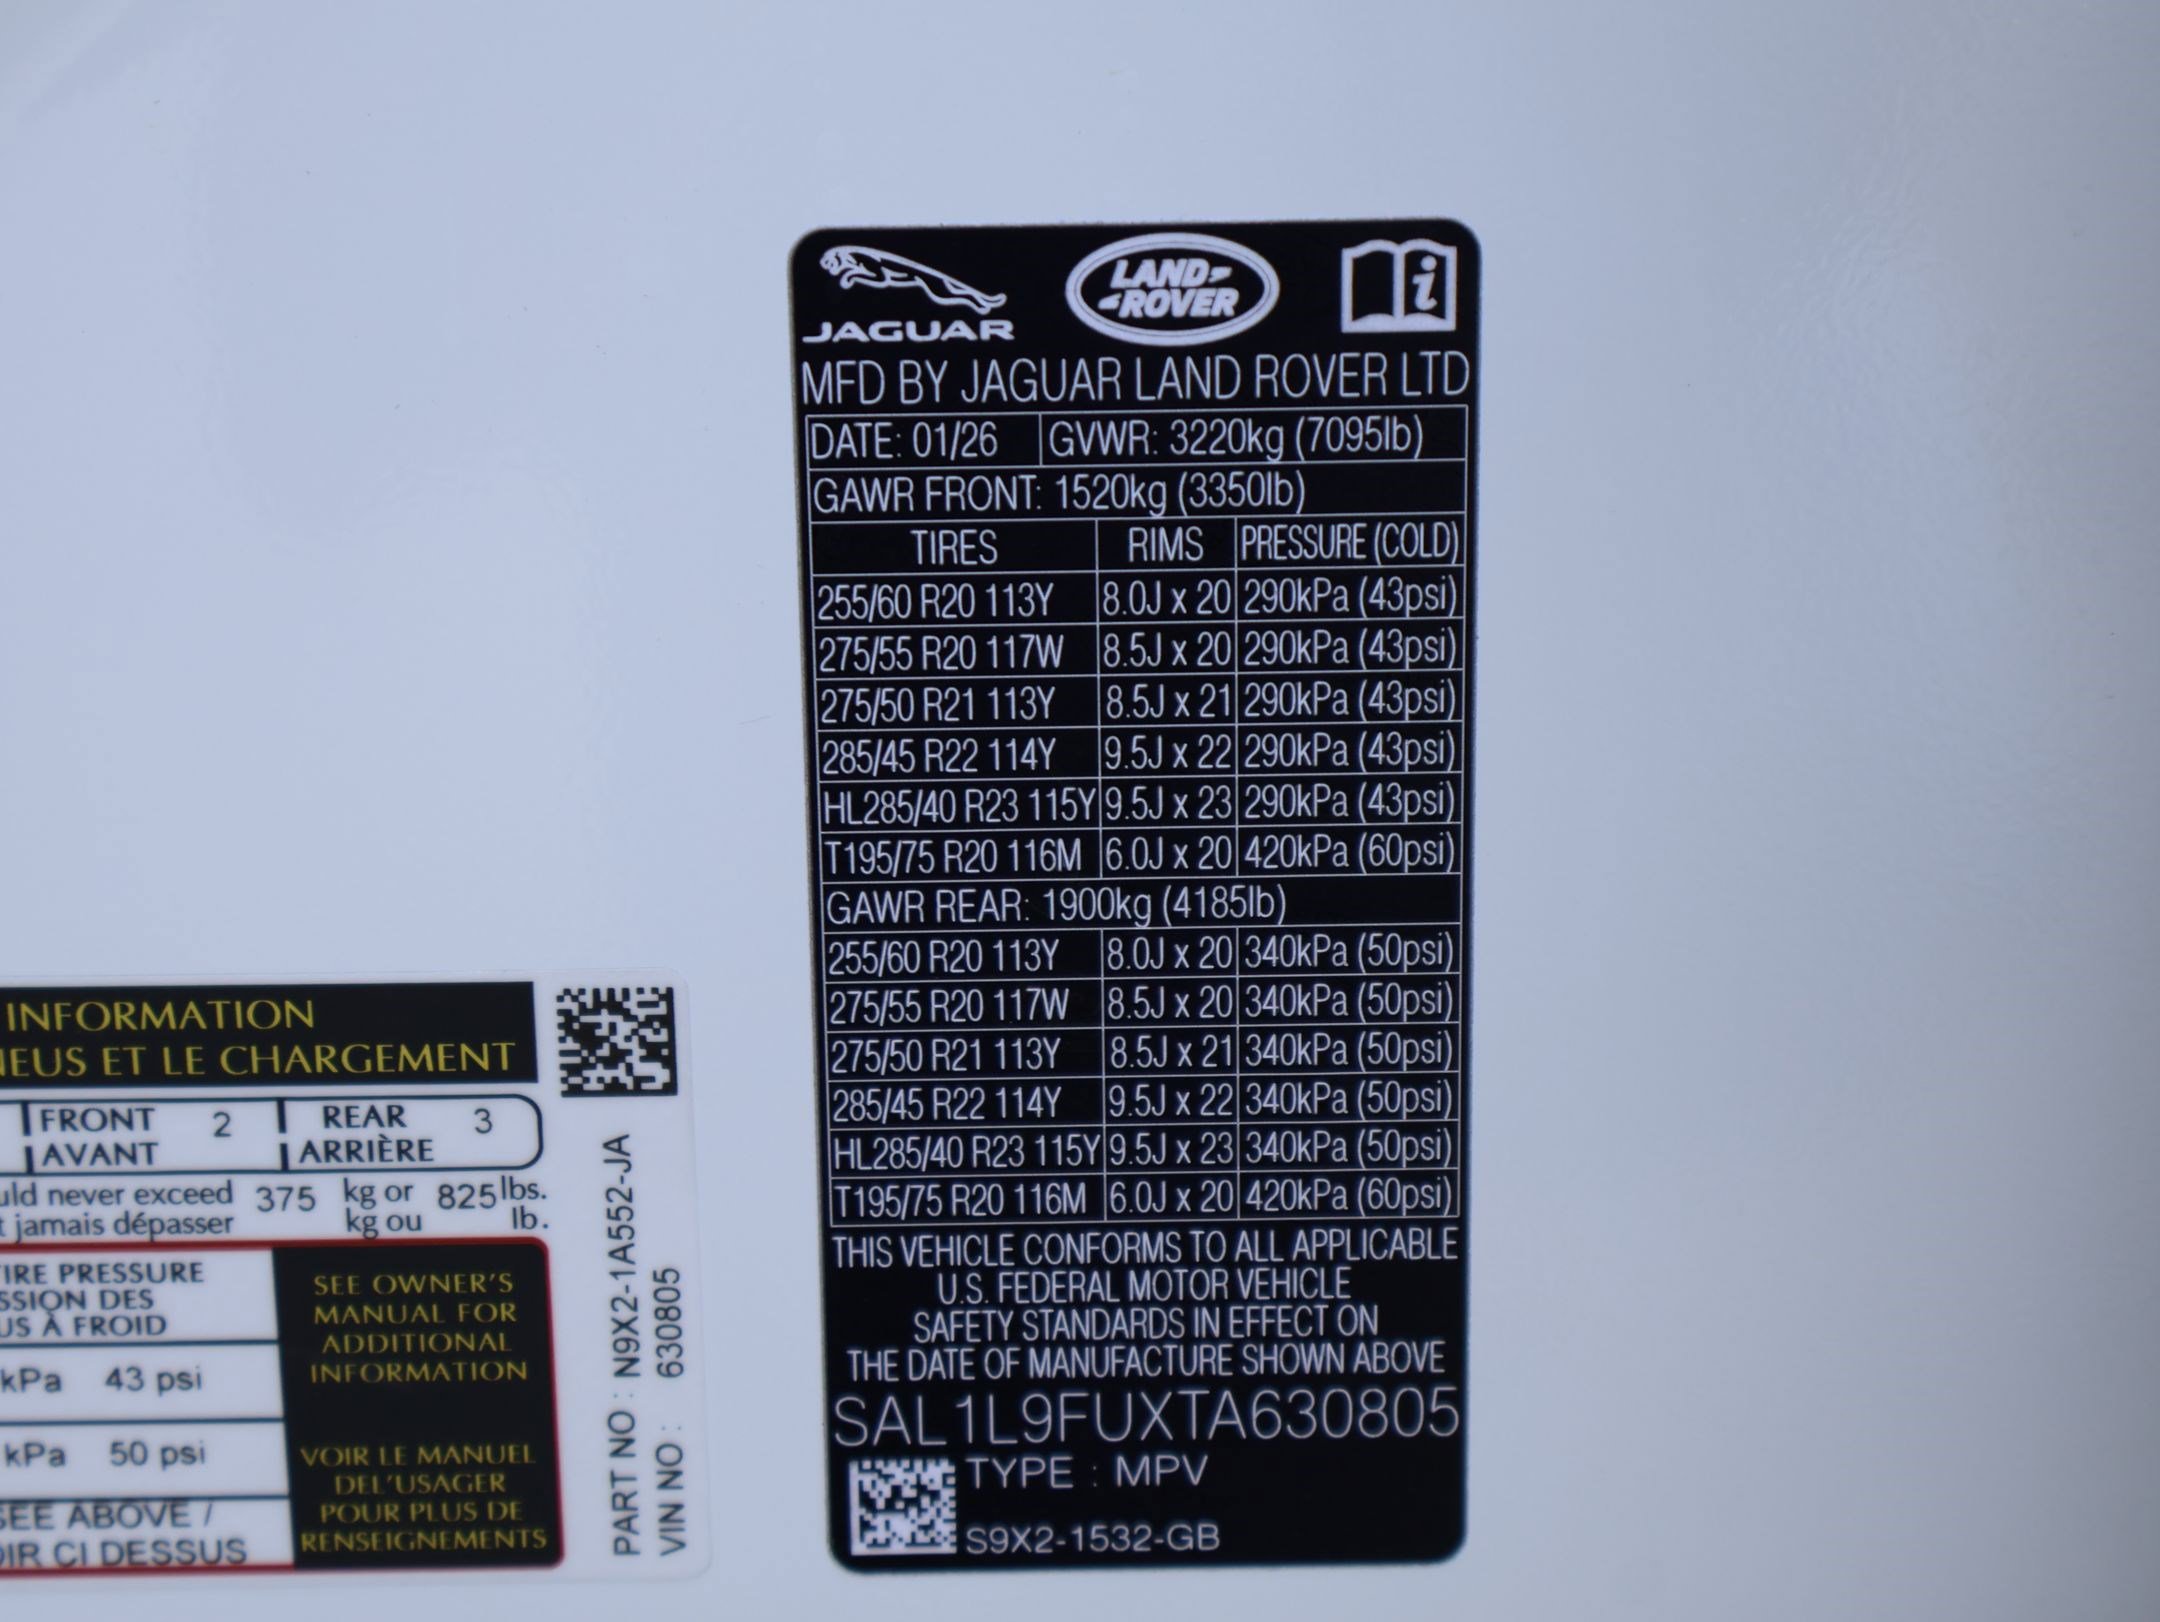 JAGUAR
LAND ROVER
MFD BY JAGUAR LAND ROVER LTD
DATE: 01/26 GVWR: 3220kg (7095lb)
GAWR FRONT: 1520kg (3350lb)
TIRES RIMS PRESSURE (COLD)
255/60 R20 113Y 8.0J x 20 290kPa (43psi)
275/55 R20 117W 8.5J x 20 290kPa (43psi)
275/50 R21 113Y 8.5J x 21 290kPa (43psi)
285/45 R22 114Y 9.5J x 22 290kPa (43psi)
HL285/40 R23 115Y 9.5J x 23 290kPa (43psi)
T195/75 R20 116M 6.0J x 20 420kPa (60psi)
GAWR REAR: 1900kg (4185lb)
255/60 R20 113Y 8.0J x 20 340kPa (50psi)
275/55 R20 117W 8.5J x 20 340kPa (50psi)
275/50 R21 113Y 8.5J x 21 340kPa (50psi)
285/45 R22 114Y 9.5J x 22 340kPa (50psi)
HL285/40 R23 115Y 9.5J x 23 340kPa (50psi)
T195/75 R20 116M 6.0J x 20 420kPa (60psi)
THIS VEHICLE CONFORMS TO ALL APPLICABLE
U.S. FEDERAL MOTOR VEHICLE
SAFETY STANDARDS IN EFFECT ON
THE DATE OF MANUFACTURE SHOWN ABOVE
SAL1L9FUXTA630805
TYPE : MPV
S9X2-1532-GB
INFORMATION
NEUS ET LE CHARGEMENT
FRONT 2 REAR 3
AVANT ARRIÈRE
uld never exceed 375 kg or 825 lbs.
t jamais dépasser kg ou lb.
IRE PRESSURE
SSION DES
US À FROID
kPa 43 psi
kPa 50 psi
SEE ABOVE /
OIR CI DESSUS
SEE OWNER'S
MANUAL FOR
ADDITIONAL
INFORMATION
VOIR LE MANUEL
DEL'USAGER
POUR PLUS DE
RENSEIGNEMENTS
PART NO : N9X2-1A552-JA
VIN NO : 630805